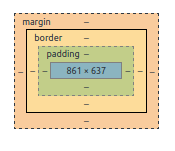 margin –
border –
padding –
– – – 861 × 637 – – –
–
–
–